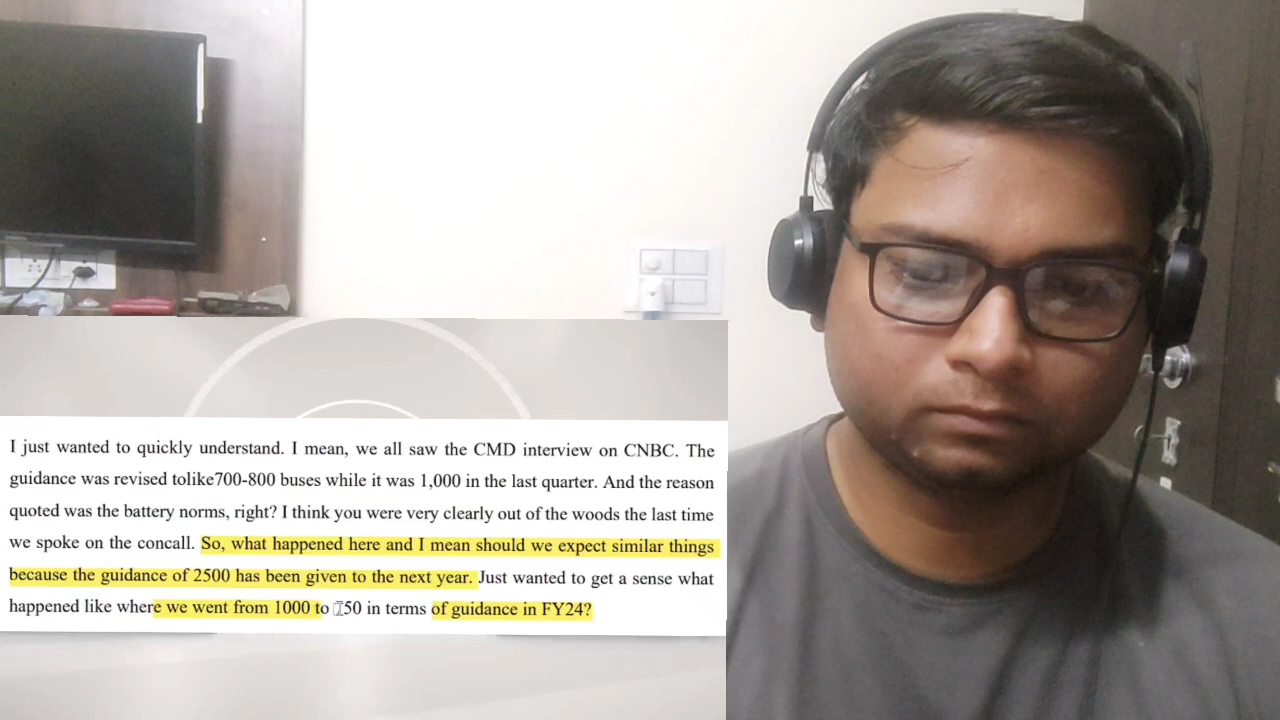 I just wanted to quickly understand. I mean, we all saw the CMD interview on CNBC. The
guidance was revised tolike700-800 buses while it was 1,000 in the last quarter. And the reason
quoted was the battery norms, right? I think you were very clearly out of the woods the last time
we spoke on the concall. So, what happened here and I mean should we expect similar things
because the guidance of 2500 has been given to the next year. Just wanted to get a sense what
happened like where we went from 1000 to 750 in terms of guidance in FY24?